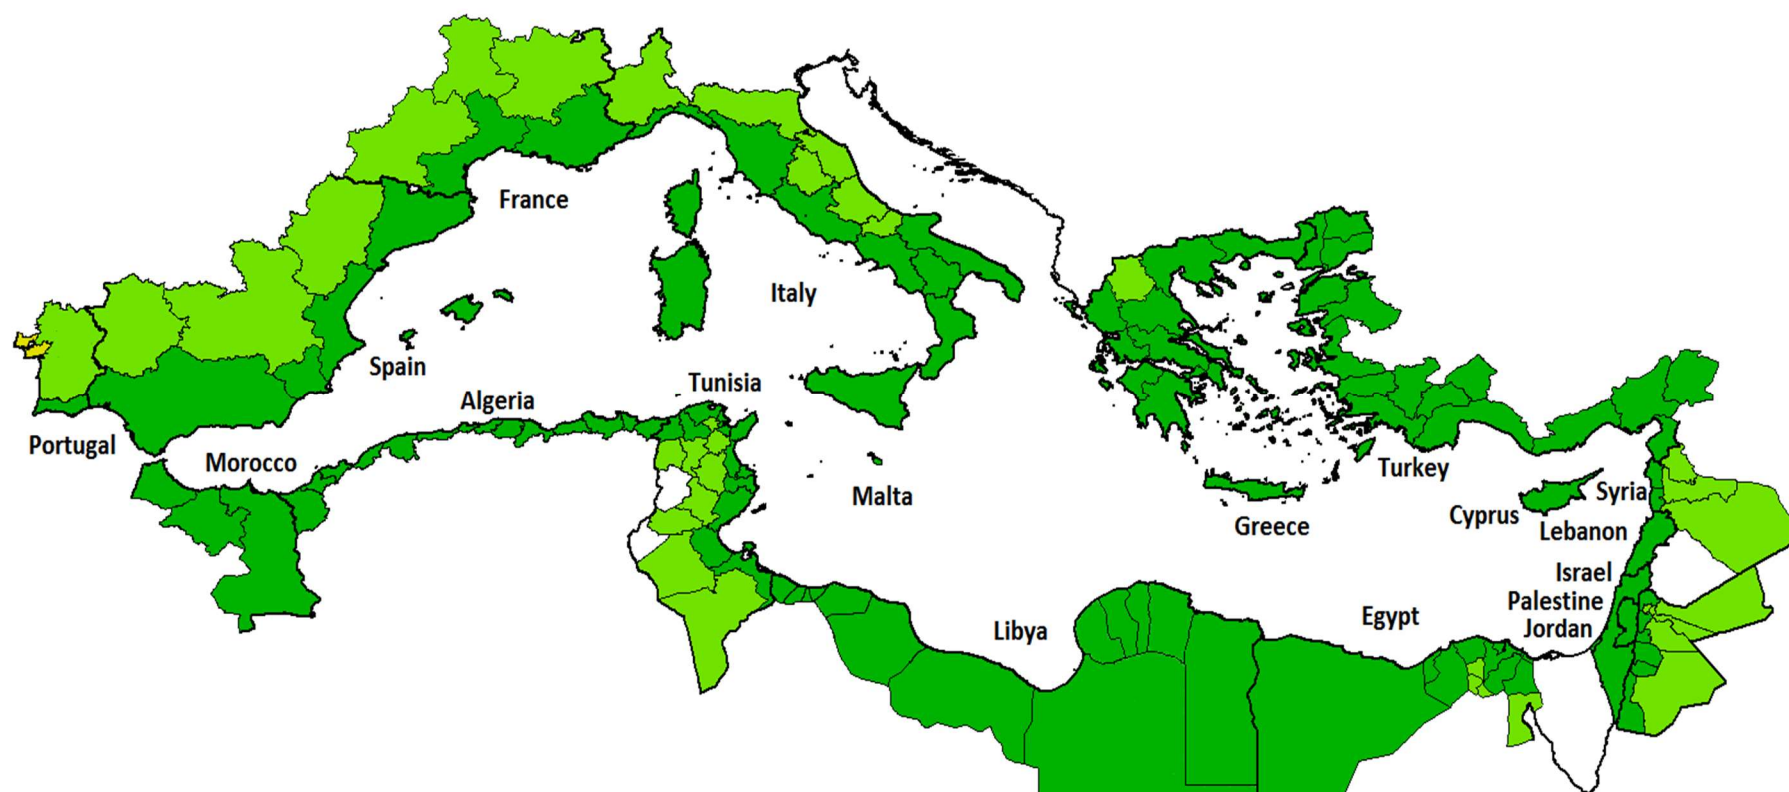 France
Italy
Spain
Tunisia
Algeria
Portugal
Morocco
Malta
Turkey
Greece
Cyprus
Syria
Lebanon
Israel
Palestine
Jordan
Egypt
Libya